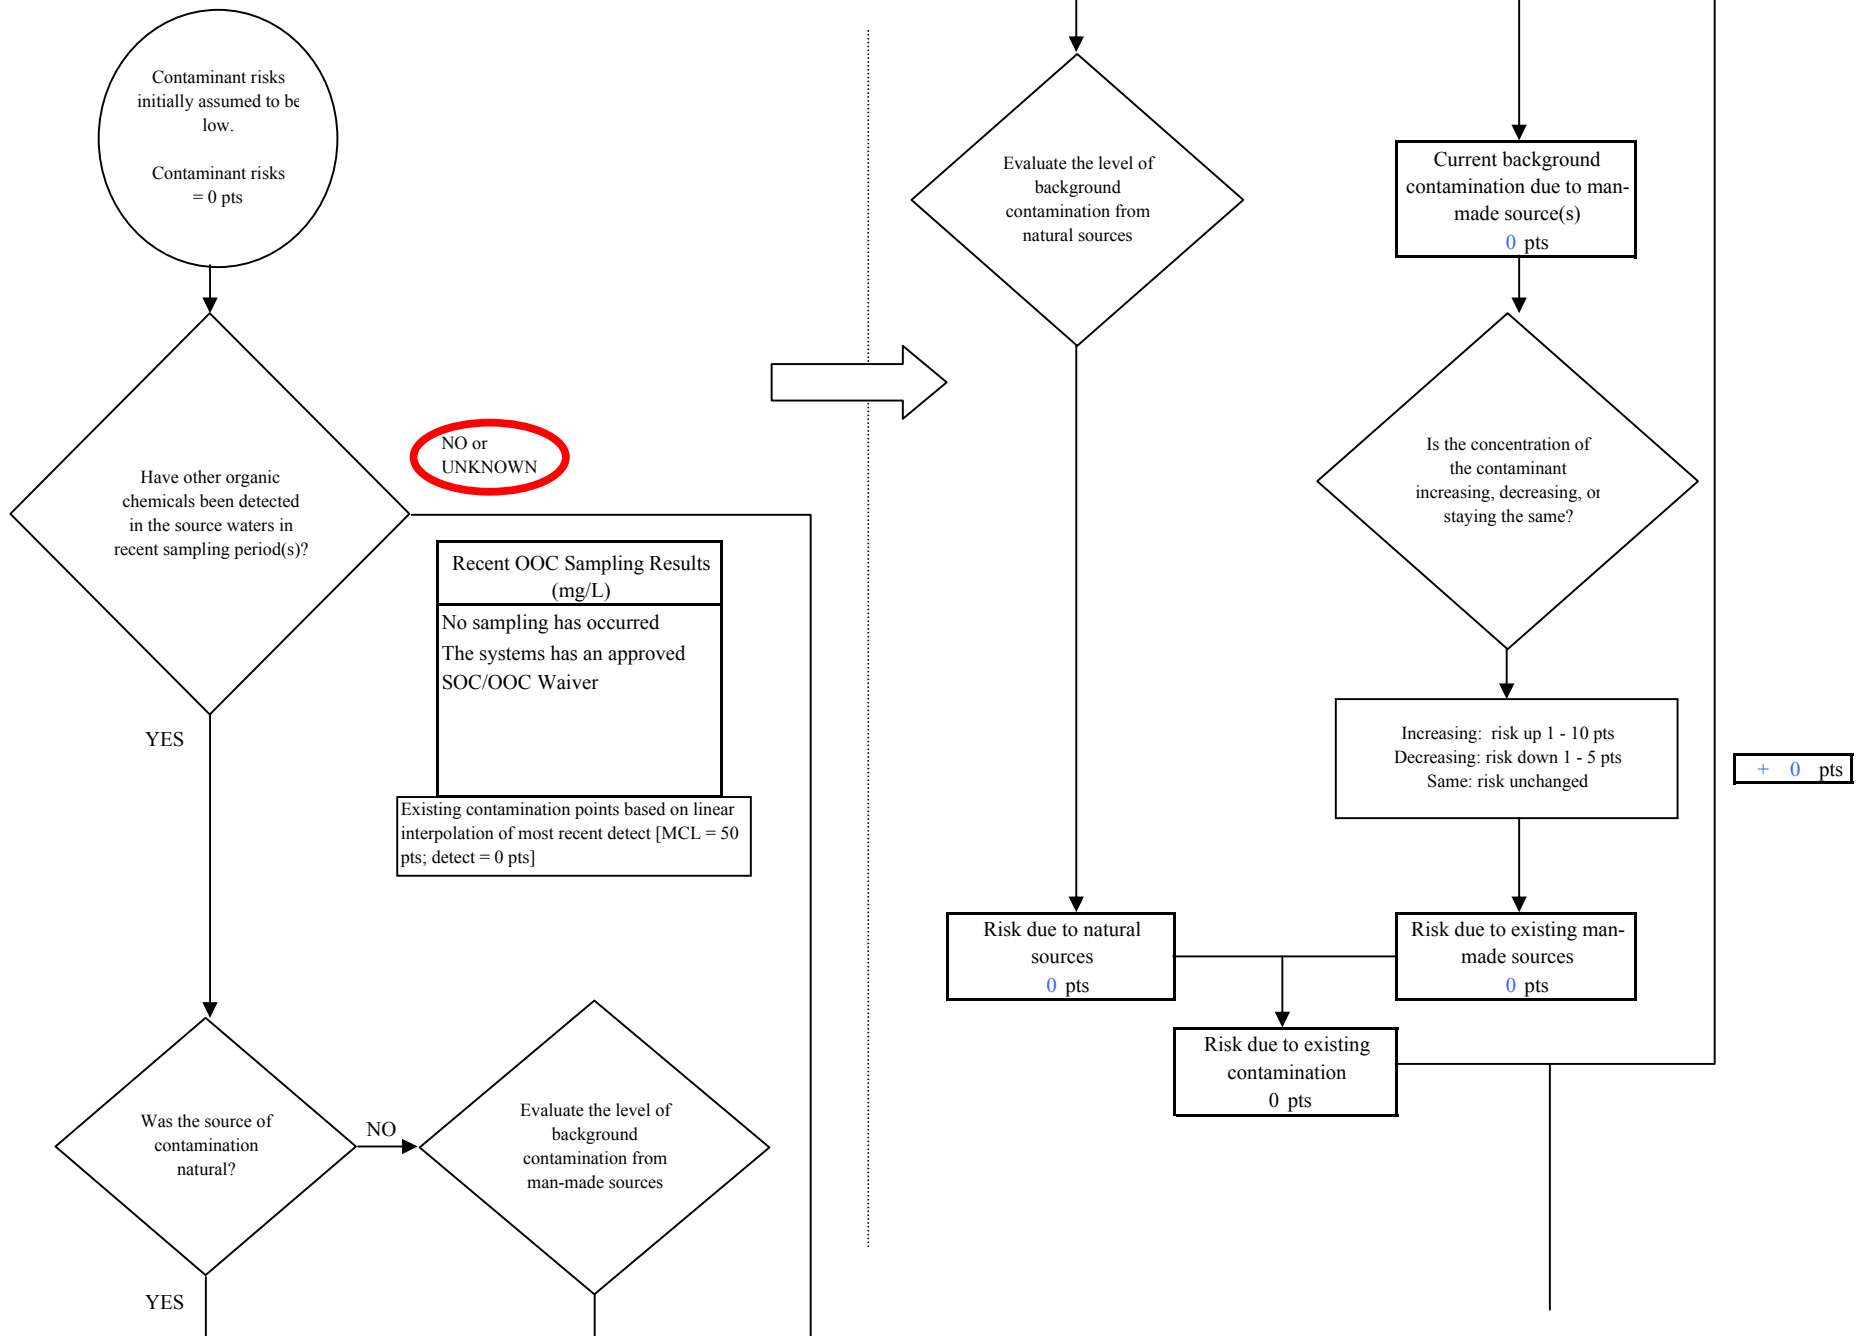 Contaminant risks
initially assumed to be
low.
Contaminant risks
= 0 pts
Have other organic
chemicals been detected
in the source waters in
recent sampling period(s)?
NO or
UNKNOWN
Recent OOC Sampling Results
(mg/L)
No sampling has occurred
The systems has an approved
SOC/OOC Waiver
Existing contamination points based on linear
interpolation of most recent detect [MCL = 50
pts; detect = 0 pts]
YES
Was the source of
contamination
natural?
NO
Evaluate the level of
background
contamination from
man-made sources
YES
Evaluate the level of
background
contamination from
natural sources
Current background
contamination due to man-
made source(s)
0 pts
Is the concentration of
the contaminant
increasing, decreasing, or
staying the same?
Increasing: risk up 1 - 10 pts
Decreasing: risk down 1 - 5 pts
Same: risk unchanged
+ 0 pts
Risk due to natural
sources
0 pts
Risk due to existing man-
made sources
0 pts
Risk due to existing
contamination
0 pts